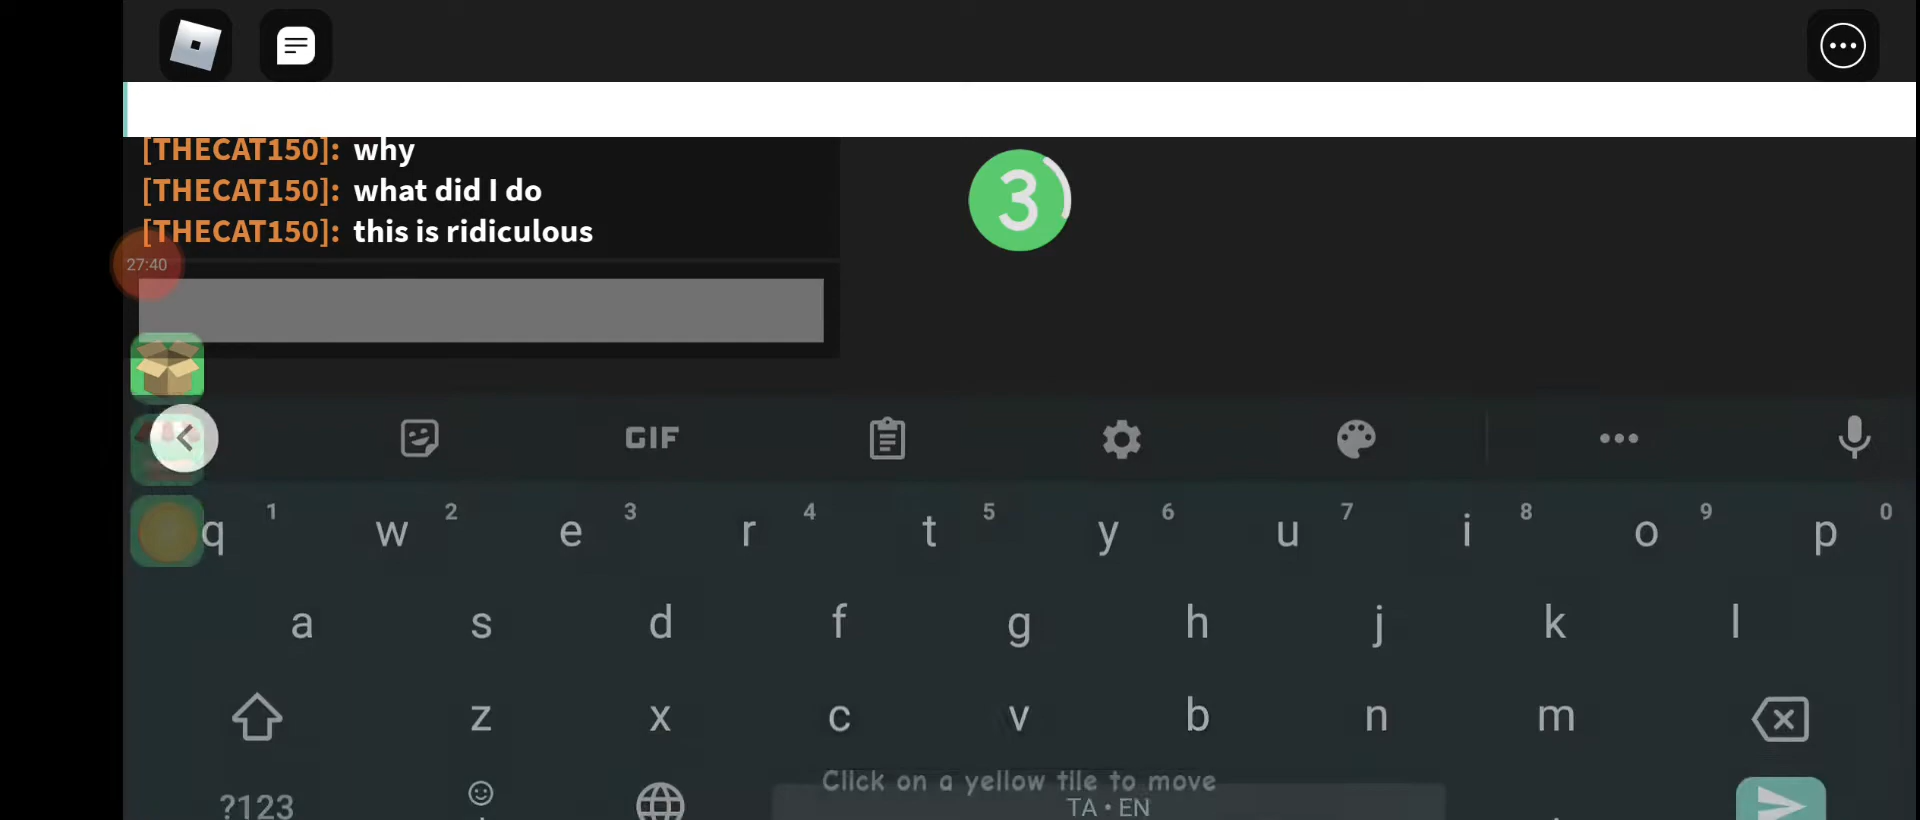 [THECAT150]: why
[THECAT150]: what did I do
[THECAT150]: this is ridiculous
3
27:40
GIF
1 2 3 4 5 6 7 8 9 0
q w e r t y u i o p
a s d f g h j k l
z x c v b n m
Click on a yellow tile to move
?123
TA • EN